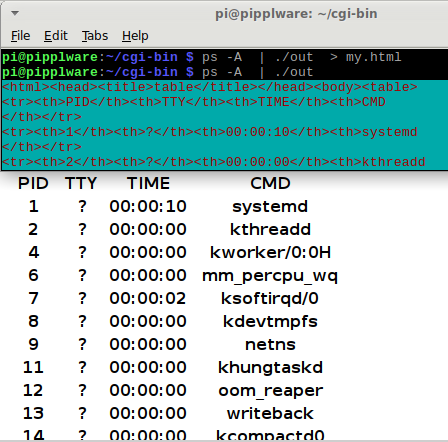 pi@pipplware: ~/cgi-bin
File Edit Tabs Help
pi@pipplware:~/cgi-bin $ ps -A  | ./out  > my.html
pi@pipplware:~/cgi-bin $ ps -A  | ./out
<html><head><title>table</title></head><body><table>
<tr><th>PID</th><th>TTY</th><th>TIME</th><th>CMD
</th></tr>
<tr><th>1</th><th>?</th><th>00:00:10</th><th>systemd
</th></tr>
<tr><th>2</th><th>?</th><th>00:00:00</th><th>kthreadd
PID TTY TIME CMD
1 ? 00:00:10 systemd
2 ? 00:00:00 kthreadd
4 ? 00:00:00 kworker/0:0H
6 ? 00:00:00 mm_percpu_wq
7 ? 00:00:02 ksoftirqd/0
8 ? 00:00:00 kdevtmpfs
9 ? 00:00:00 netns
11 ? 00:00:00 khungtaskd
12 ? 00:00:00 oom_reaper
13 ? 00:00:00 writeback
14 ? 00:00:00 kcompactd0